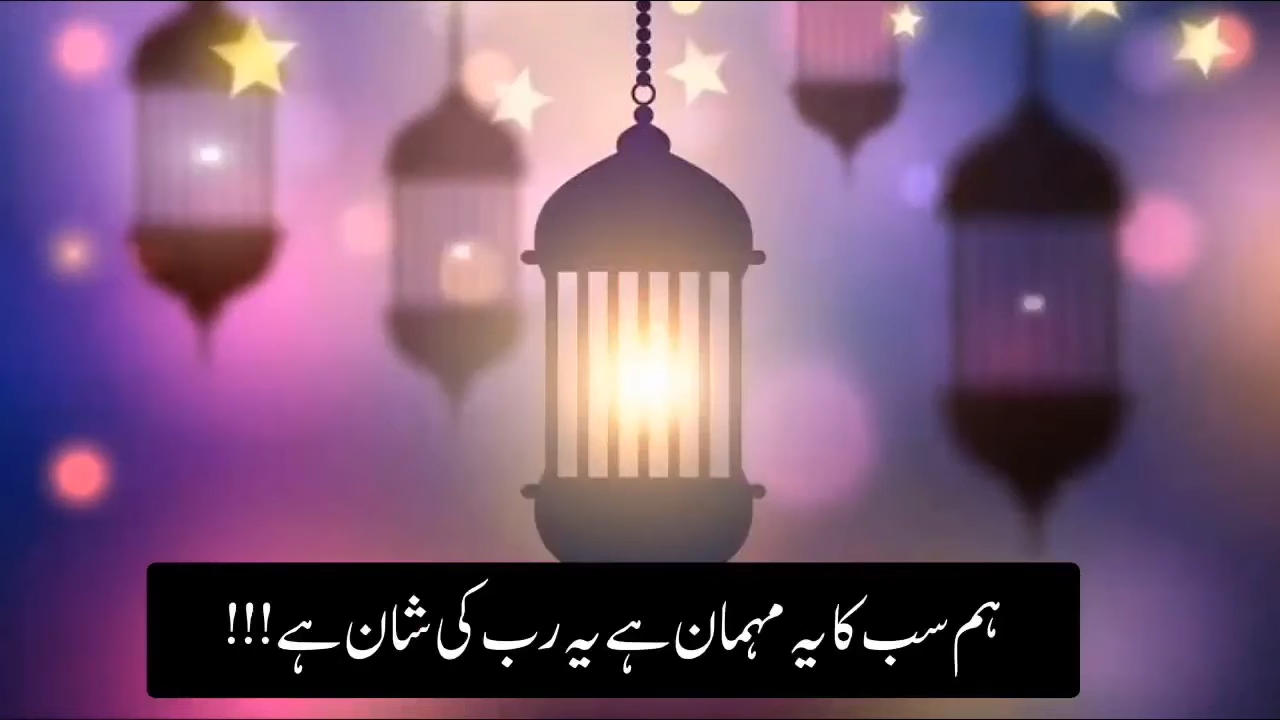 ہم سب کا یہ مہمان ہے یہ رب کی شان ہے!!!